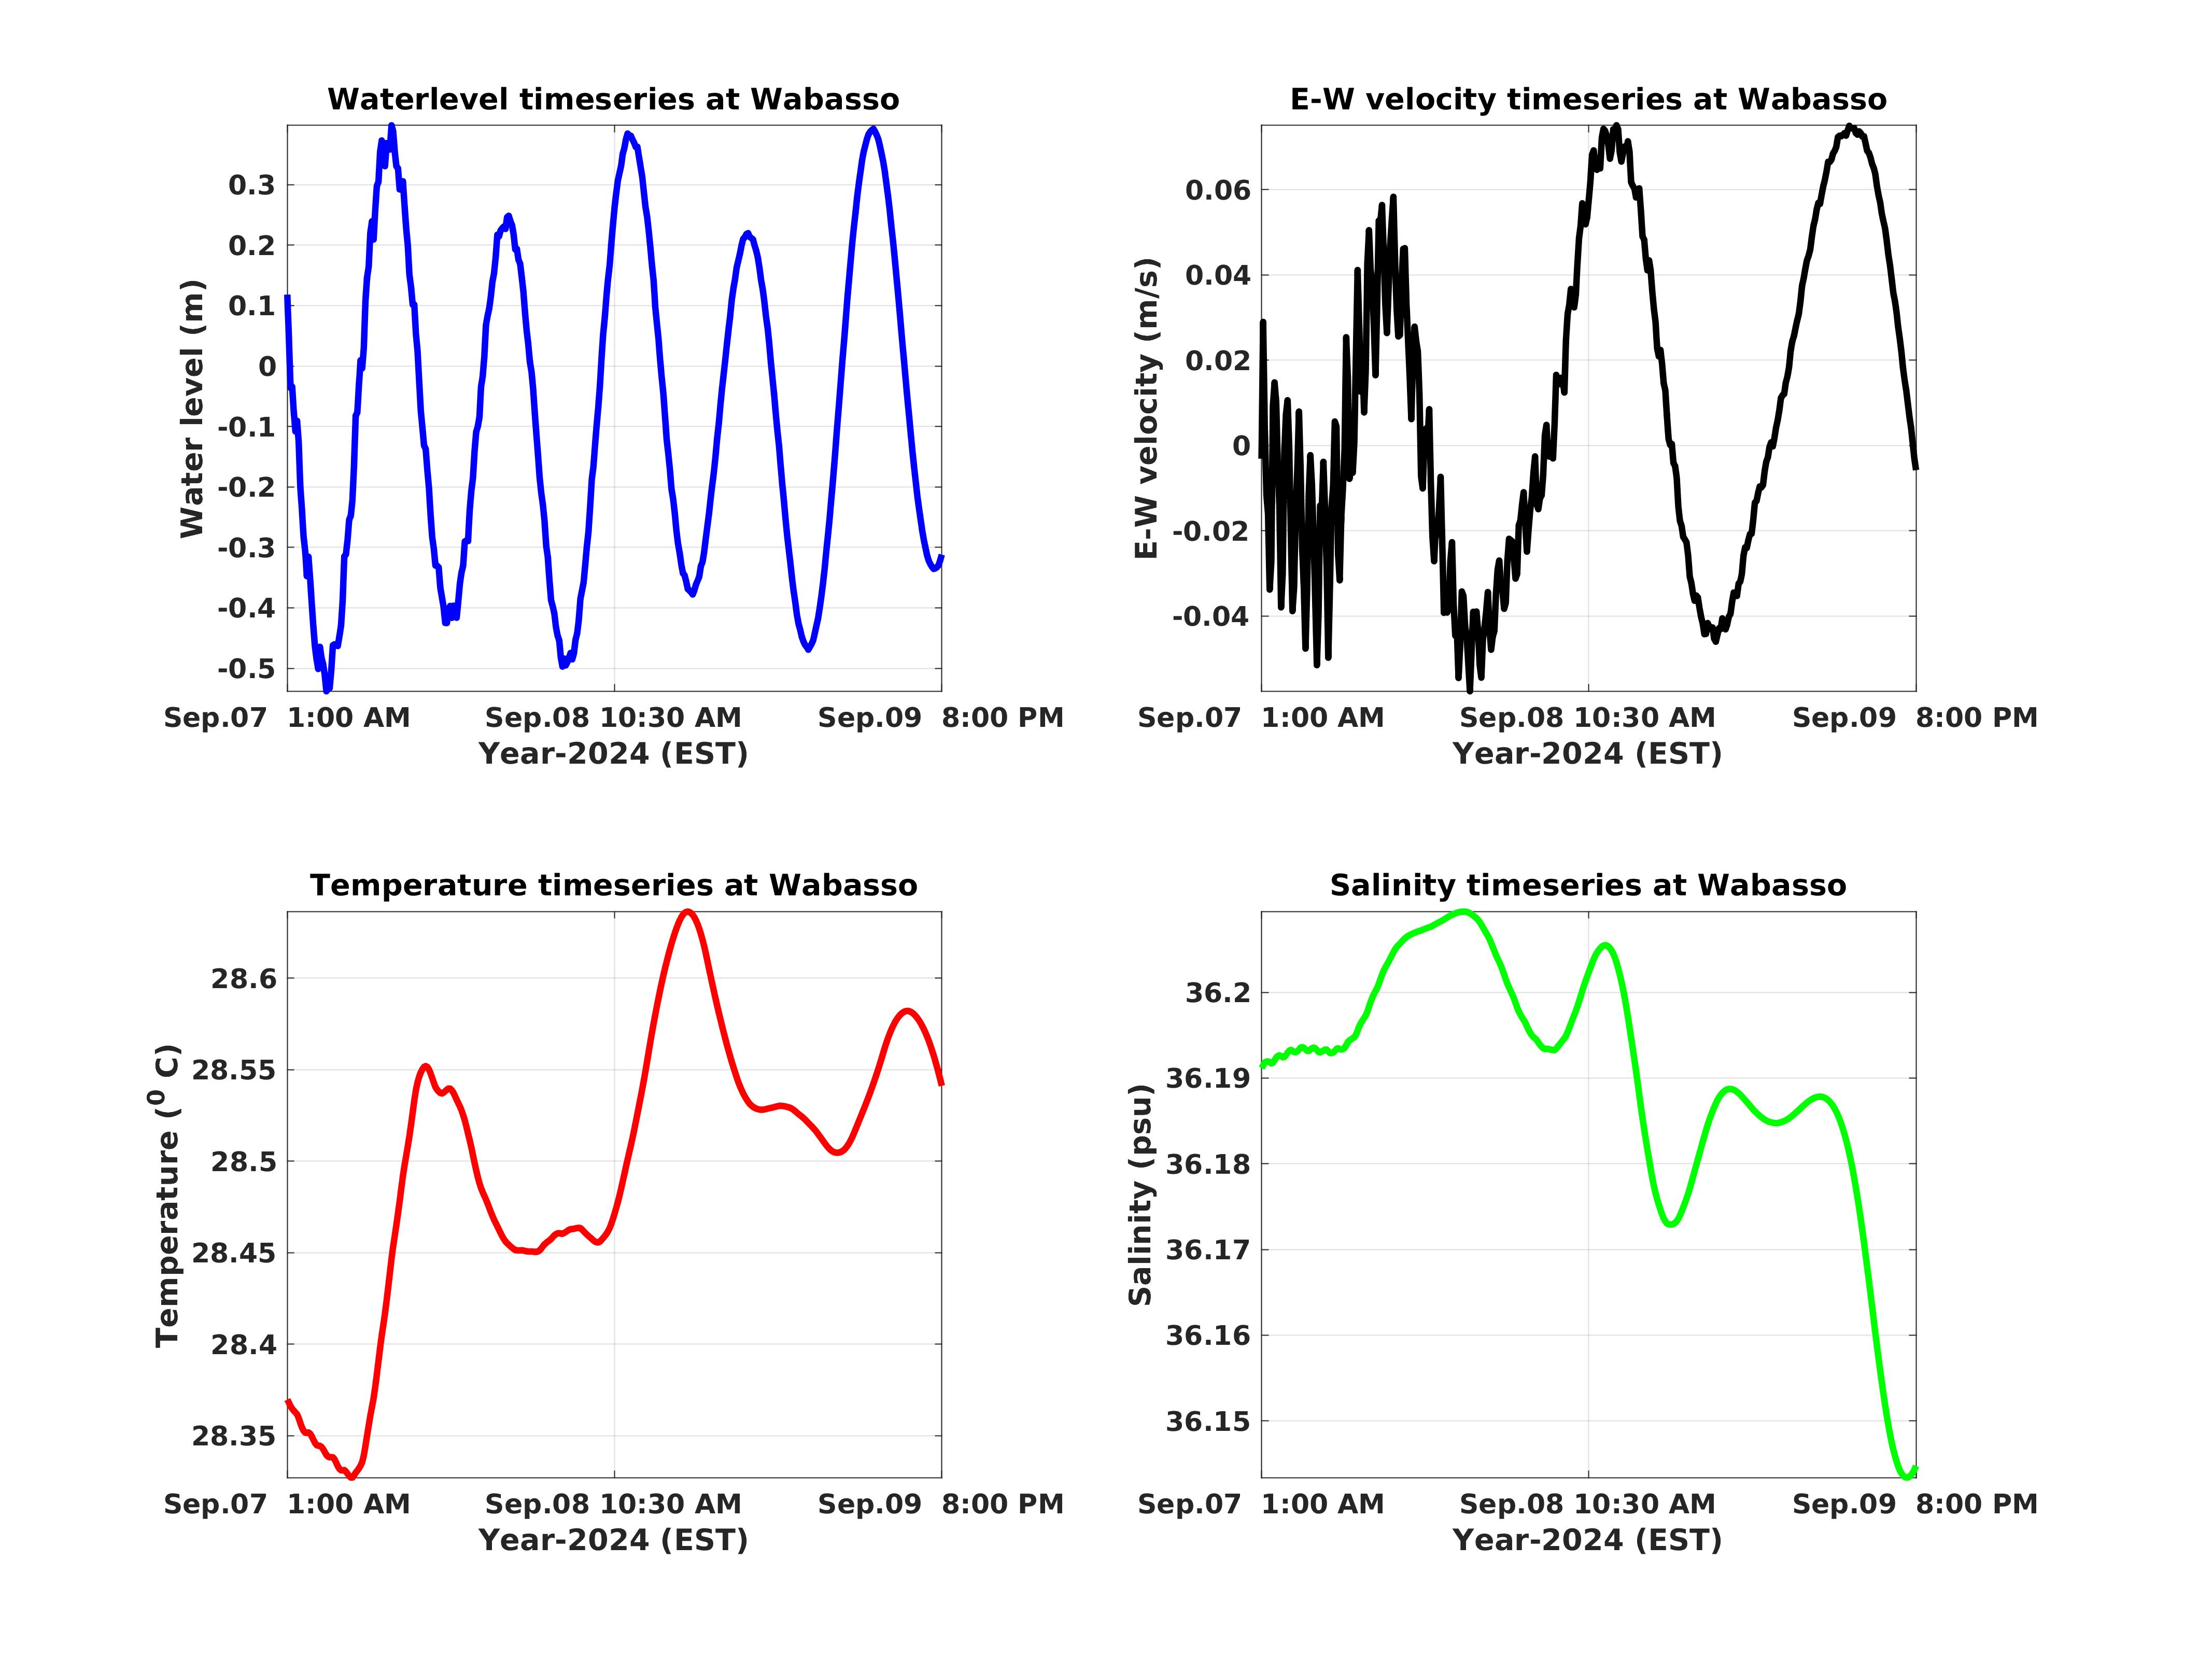 Waterlevel timeseries at Wabasso
0.3
0.2
0.1
0
-0.1
-0.2
-0.3
-0.4
-0.5
Water level (m)
Sep.07 1:00 AM Sep.08 10:30 AM Sep.09 8:00 PM
Year-2024 (EST)
E-W velocity timeseries at Wabasso
0.06
0.04
0.02
0
-0.02
-0.04
E-W velocity (m/s)
Sep.07 1:00 AM Sep.08 10:30 AM Sep.09 8:00 PM
Year-2024 (EST)
Temperature timeseries at Wabasso
28.6
28.55
28.5
28.45
28.4
28.35
Temperature (⁰ C)
Sep.07 1:00 AM Sep.08 10:30 AM Sep.09 8:00 PM
Year-2024 (EST)
Salinity timeseries at Wabasso
36.2
36.19
36.18
36.17
36.16
36.15
Salinity (psu)
Sep.07 1:00 AM Sep.08 10:30 AM Sep.09 8:00 PM
Year-2024 (EST)